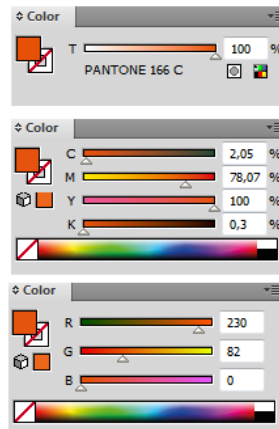 Color
T 100 %
PANTONE 166 C
Color
C 2,05 %
M 78,07 %
Y 100 %
K 0,3 %
Color
R 230
G 82
B 0